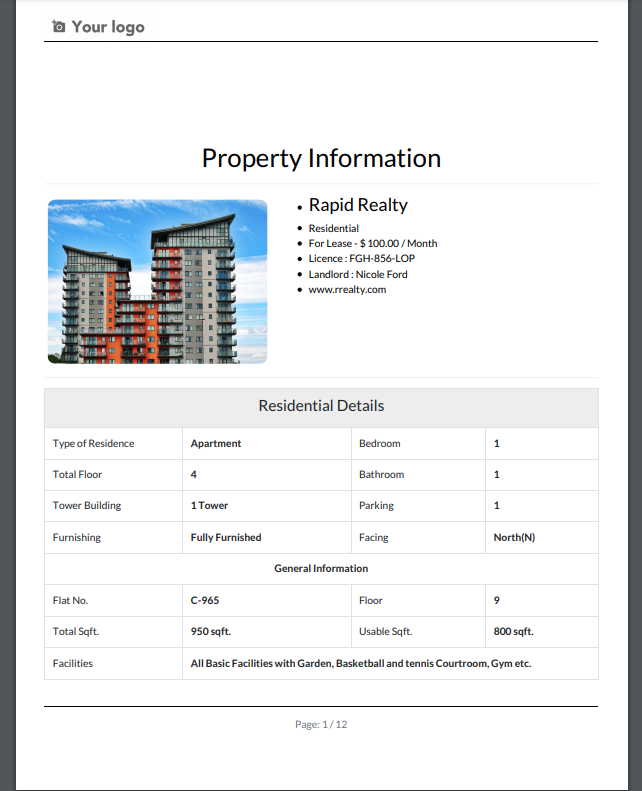 Your logo
Property Information
Rapid Realty
Residential
For Lease - $ 100.00 / Month
Licence : FGH-856-LOP
Landlord : Nicole Ford
www.rrealty.com
Residential Details
Type of Residence Apartment Bedroom 1
Total Floor 4 Bathroom 1
Tower Building 1 Tower Parking 1
Furnishing Fully Furnished Facing North(N)
General Information
Flat No. C-965 Floor 9
Total Sqft. 950 sqft. Usable Sqft. 800 sqft.
Facilities All Basic Facilities with Garden, Basketball and tennis Courtroom, Gym etc.
Page: 1 / 12